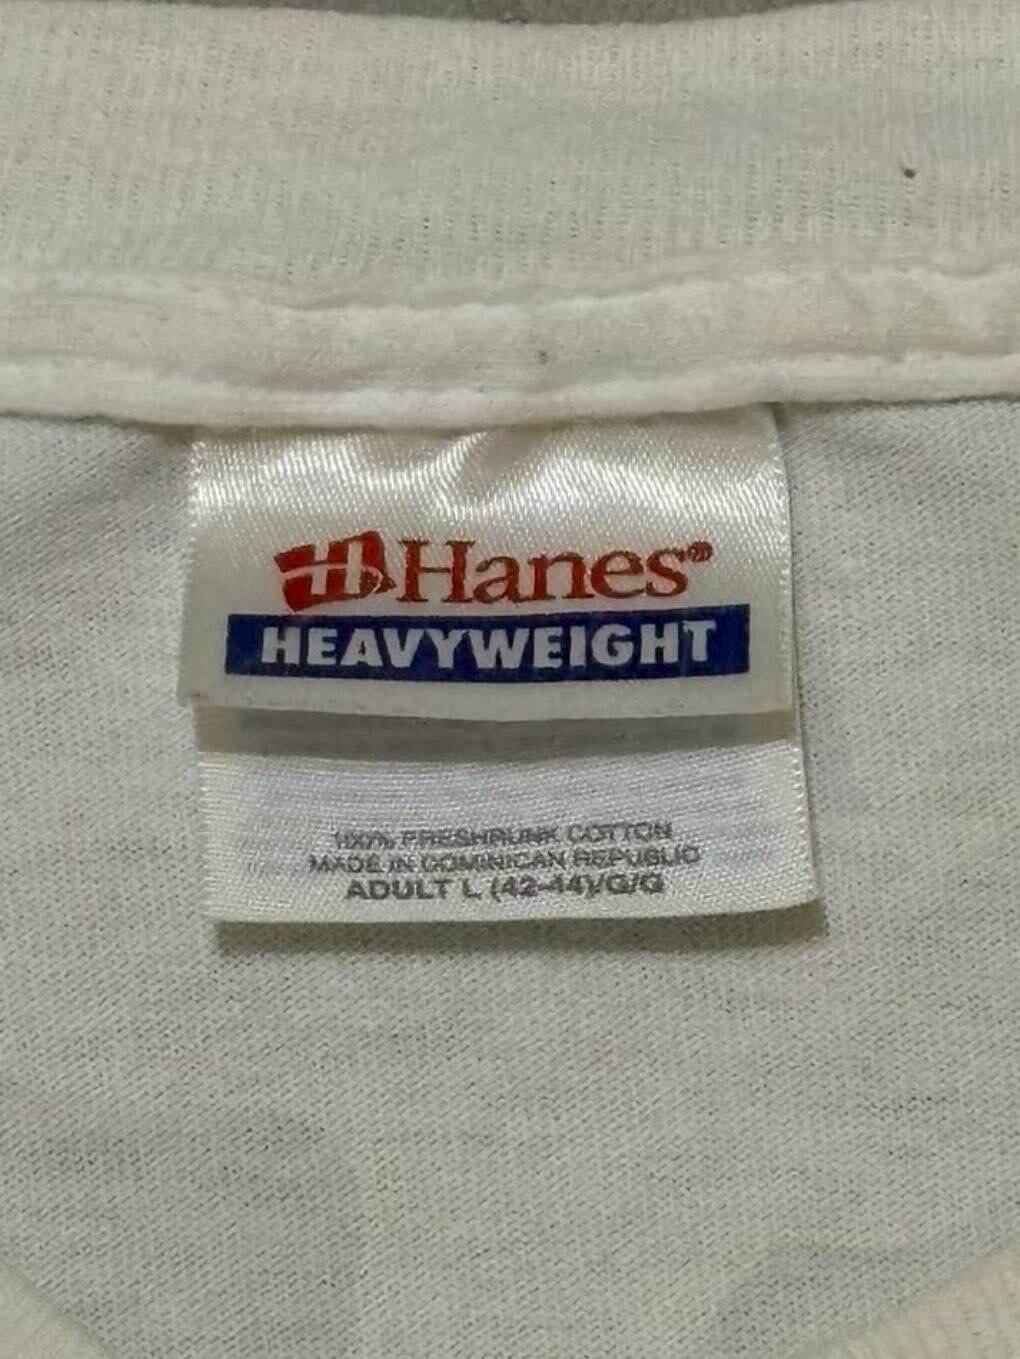 Hanes®
HEAVYWEIGHT
100% PRESHRUNK COTTON
MADE IN DOMINICAN REPUBLIC
ADULT L (42-44)/G/G